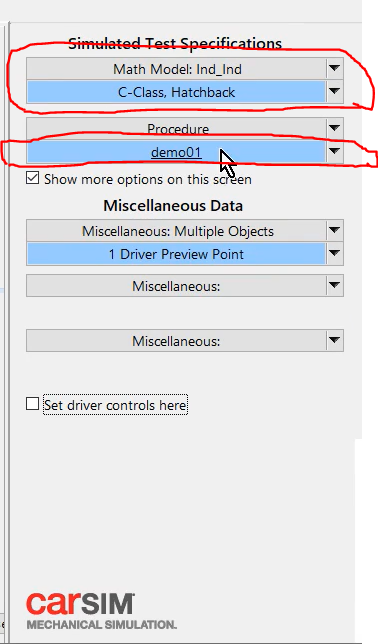 Simulated Test Specifications
Math Model: Ind_Ind
C-Class, Hatchback
Procedure
demo01
Show more options on this screen
Miscellaneous Data
Miscellaneous: Multiple Objects
1 Driver Preview Point
Miscellaneous:
Miscellaneous:
Set driver controls here
carSIM
MECHANICAL SIMULATION.